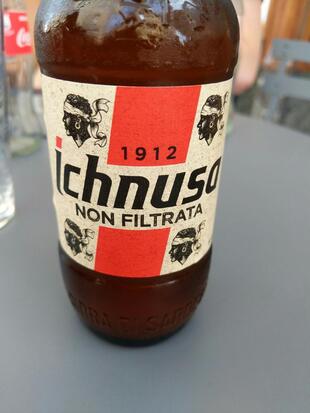 1912
ichnusa
NON FILTRATA